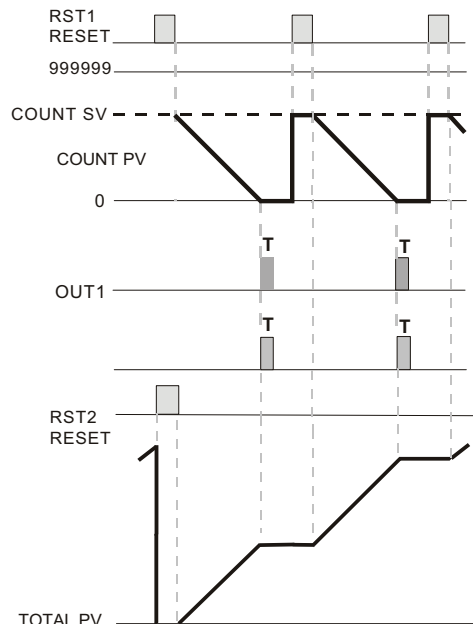 RST1
RESET
999999
COUNT SV
COUNT PV
0
T
T
OUT1
T
T
RST2
RESET
TOTAL PV